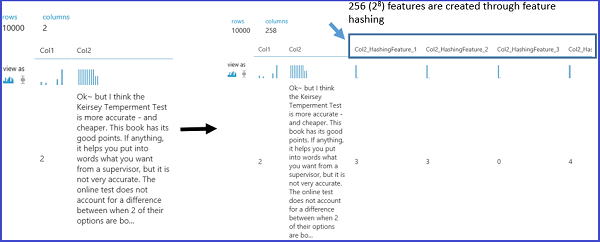 256 (2⁸) features are created through feature
hashing
rows columns
10000 2
Col1 Col2
view as
Ok~ but I think
the Keirsey
Temperment Test
is more accurate - and
cheaper. This book has its
good points. If anything,
it helps you put into
words what you want
from a supervisor, but it is
not very accurate. The
online test does not
account for a difference
between when 2 of their
options are bo...
2
rows columns
10000 258
Col1 Col2 Col2_HashingFeature_1 Col2_HashingFeature_2 Col2_HashingFeature_3 Col2_Has
view as
Ok~ but I
think the
Keirsey
Temperment
Test is more
accurate - and
cheaper. This
book has its
good points. If
anything, it
helps you put
into words
what you want
from a
supervisor,
but it is not
very accurate.
The online test
does not
account for a
difference
between when
2 of their
options are
bo...
2 3 3 0 4